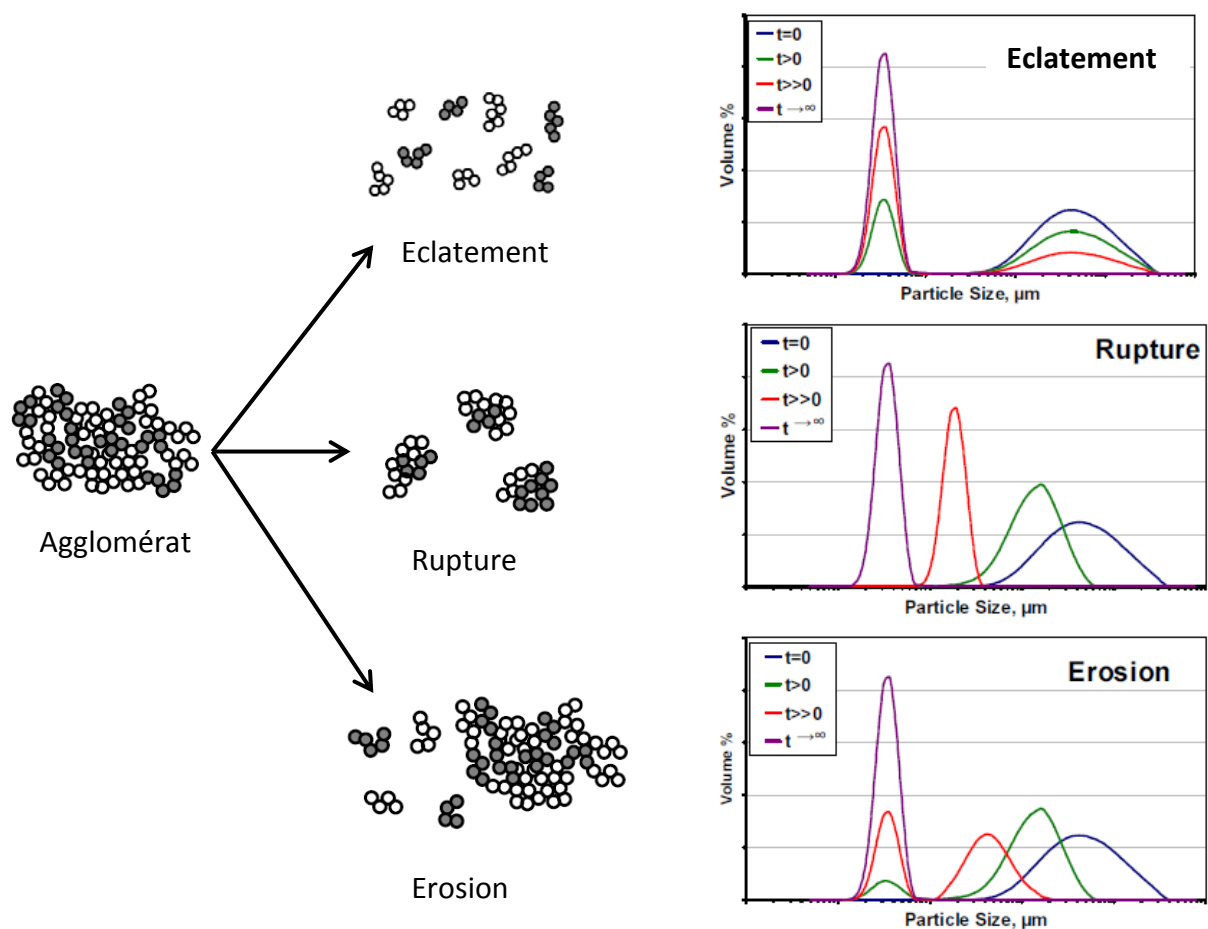 Agglomérat
Eclatement
Rupture
Erosion
Eclatement
t=0
t>0
t>>0
t →∞
Volume %
Particle Size, µm
Rupture
t=0
t>0
t>>0
t →∞
Volume %
Particle Size, µm
Erosion
t=0
t>0
t>>0
t →∞
Volume %
Particle Size, µm